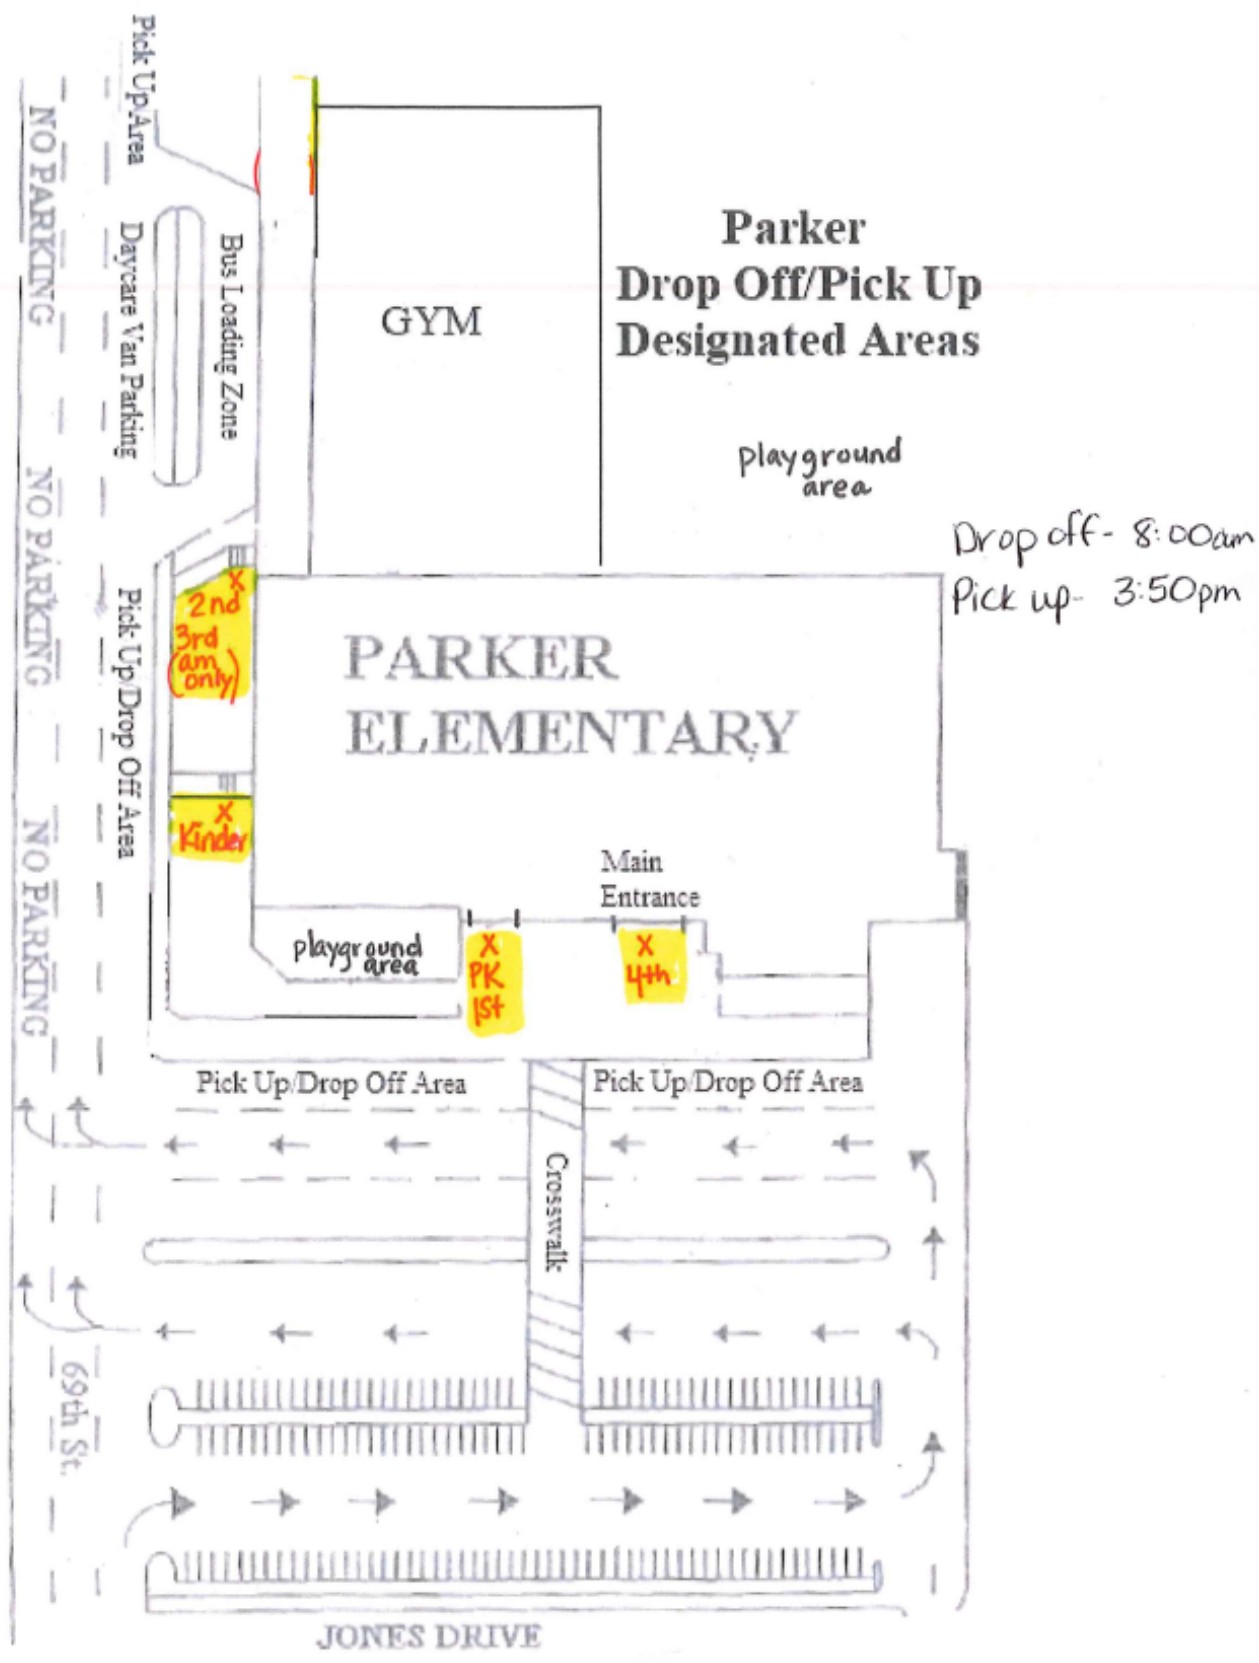 Pick Up/Area
NO PARKING
Daycare Van Parking
Bus Loading Zone
GYM
Parker
Drop Off/Pick Up
Designated Areas
playground
area
Drop off- 8:00am
Pick up- 3:50pm
NO PARKING
Pick Up/Drop Off Area
X
2nd
3rd
(am
only)
PARKER
ELEMENTARY
NO PARKING
X
Kinder
Main
Entrance
playground
area
X
PK
1st
X
4th
Pick Up/Drop Off Area
Pick Up/Drop Off Area
Crosswalk
69th St.
JONES DRIVE